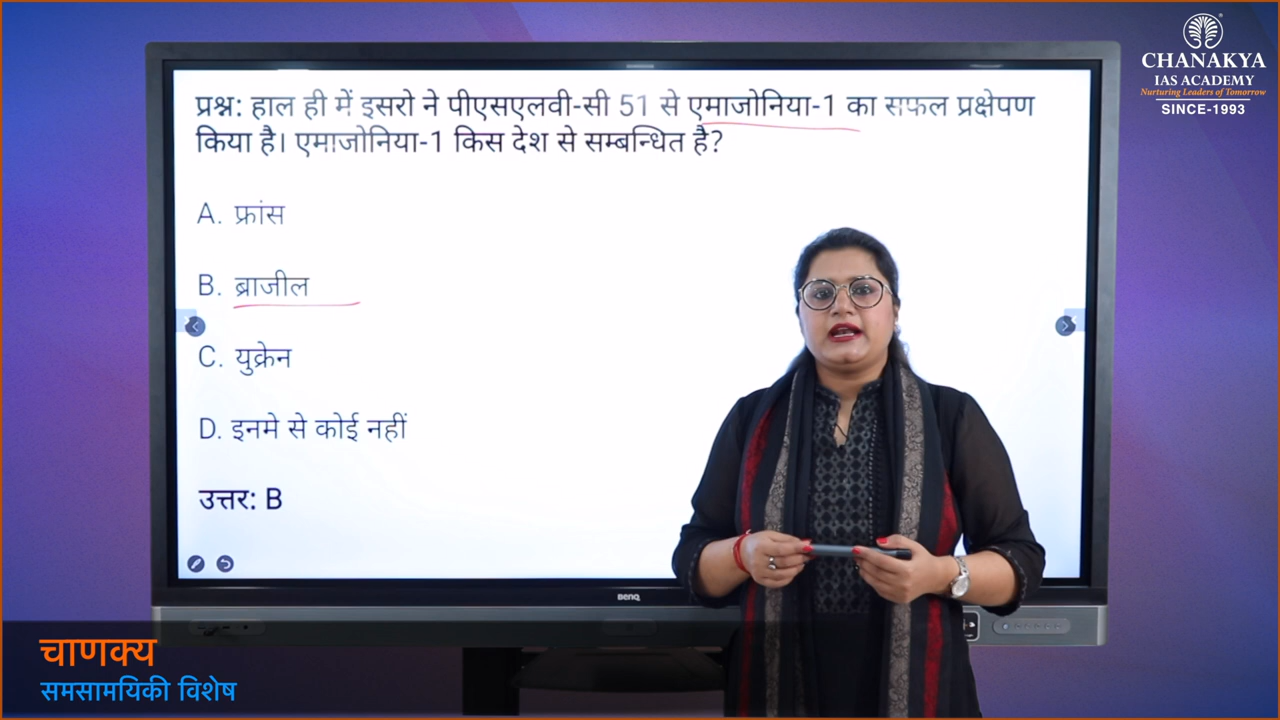 CHANAKYA
IAS ACADEMY
Nurturing Leaders of Tomorrow
SINCE-1993
प्रश्न: हाल ही में इसरो ने पीएसएलवी-सी 51 से एमाजोनिया-1 का सफल प्रक्षेपण
किया है। एमाजोनिया-1 किस देश से सम्बन्धित है?
A. फ्रांस
B. ब्राजील
C. युक्रेन
D. इनमे से कोई नहीं
उत्तर: B
BenQ
चाणक्य
समसामयिकी विशेष